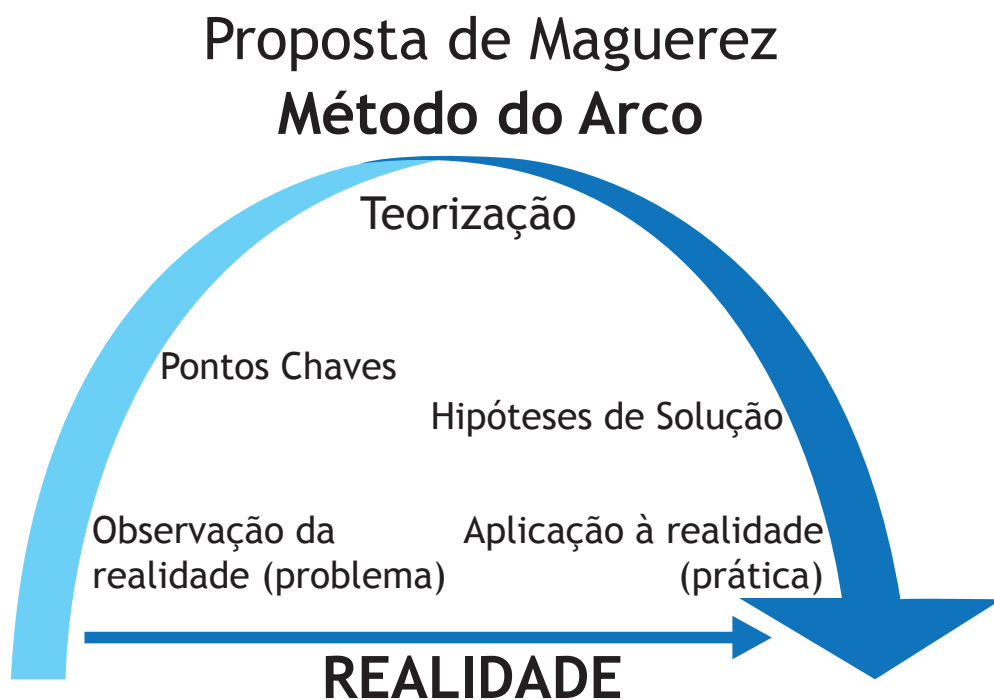 Proposta de Maguerez
Método do Arco
Teorização
Pontos Chaves
Hipóteses de Solução
Observação da
realidade (problema)
Aplicação à realidade
(prática)
REALIDADE